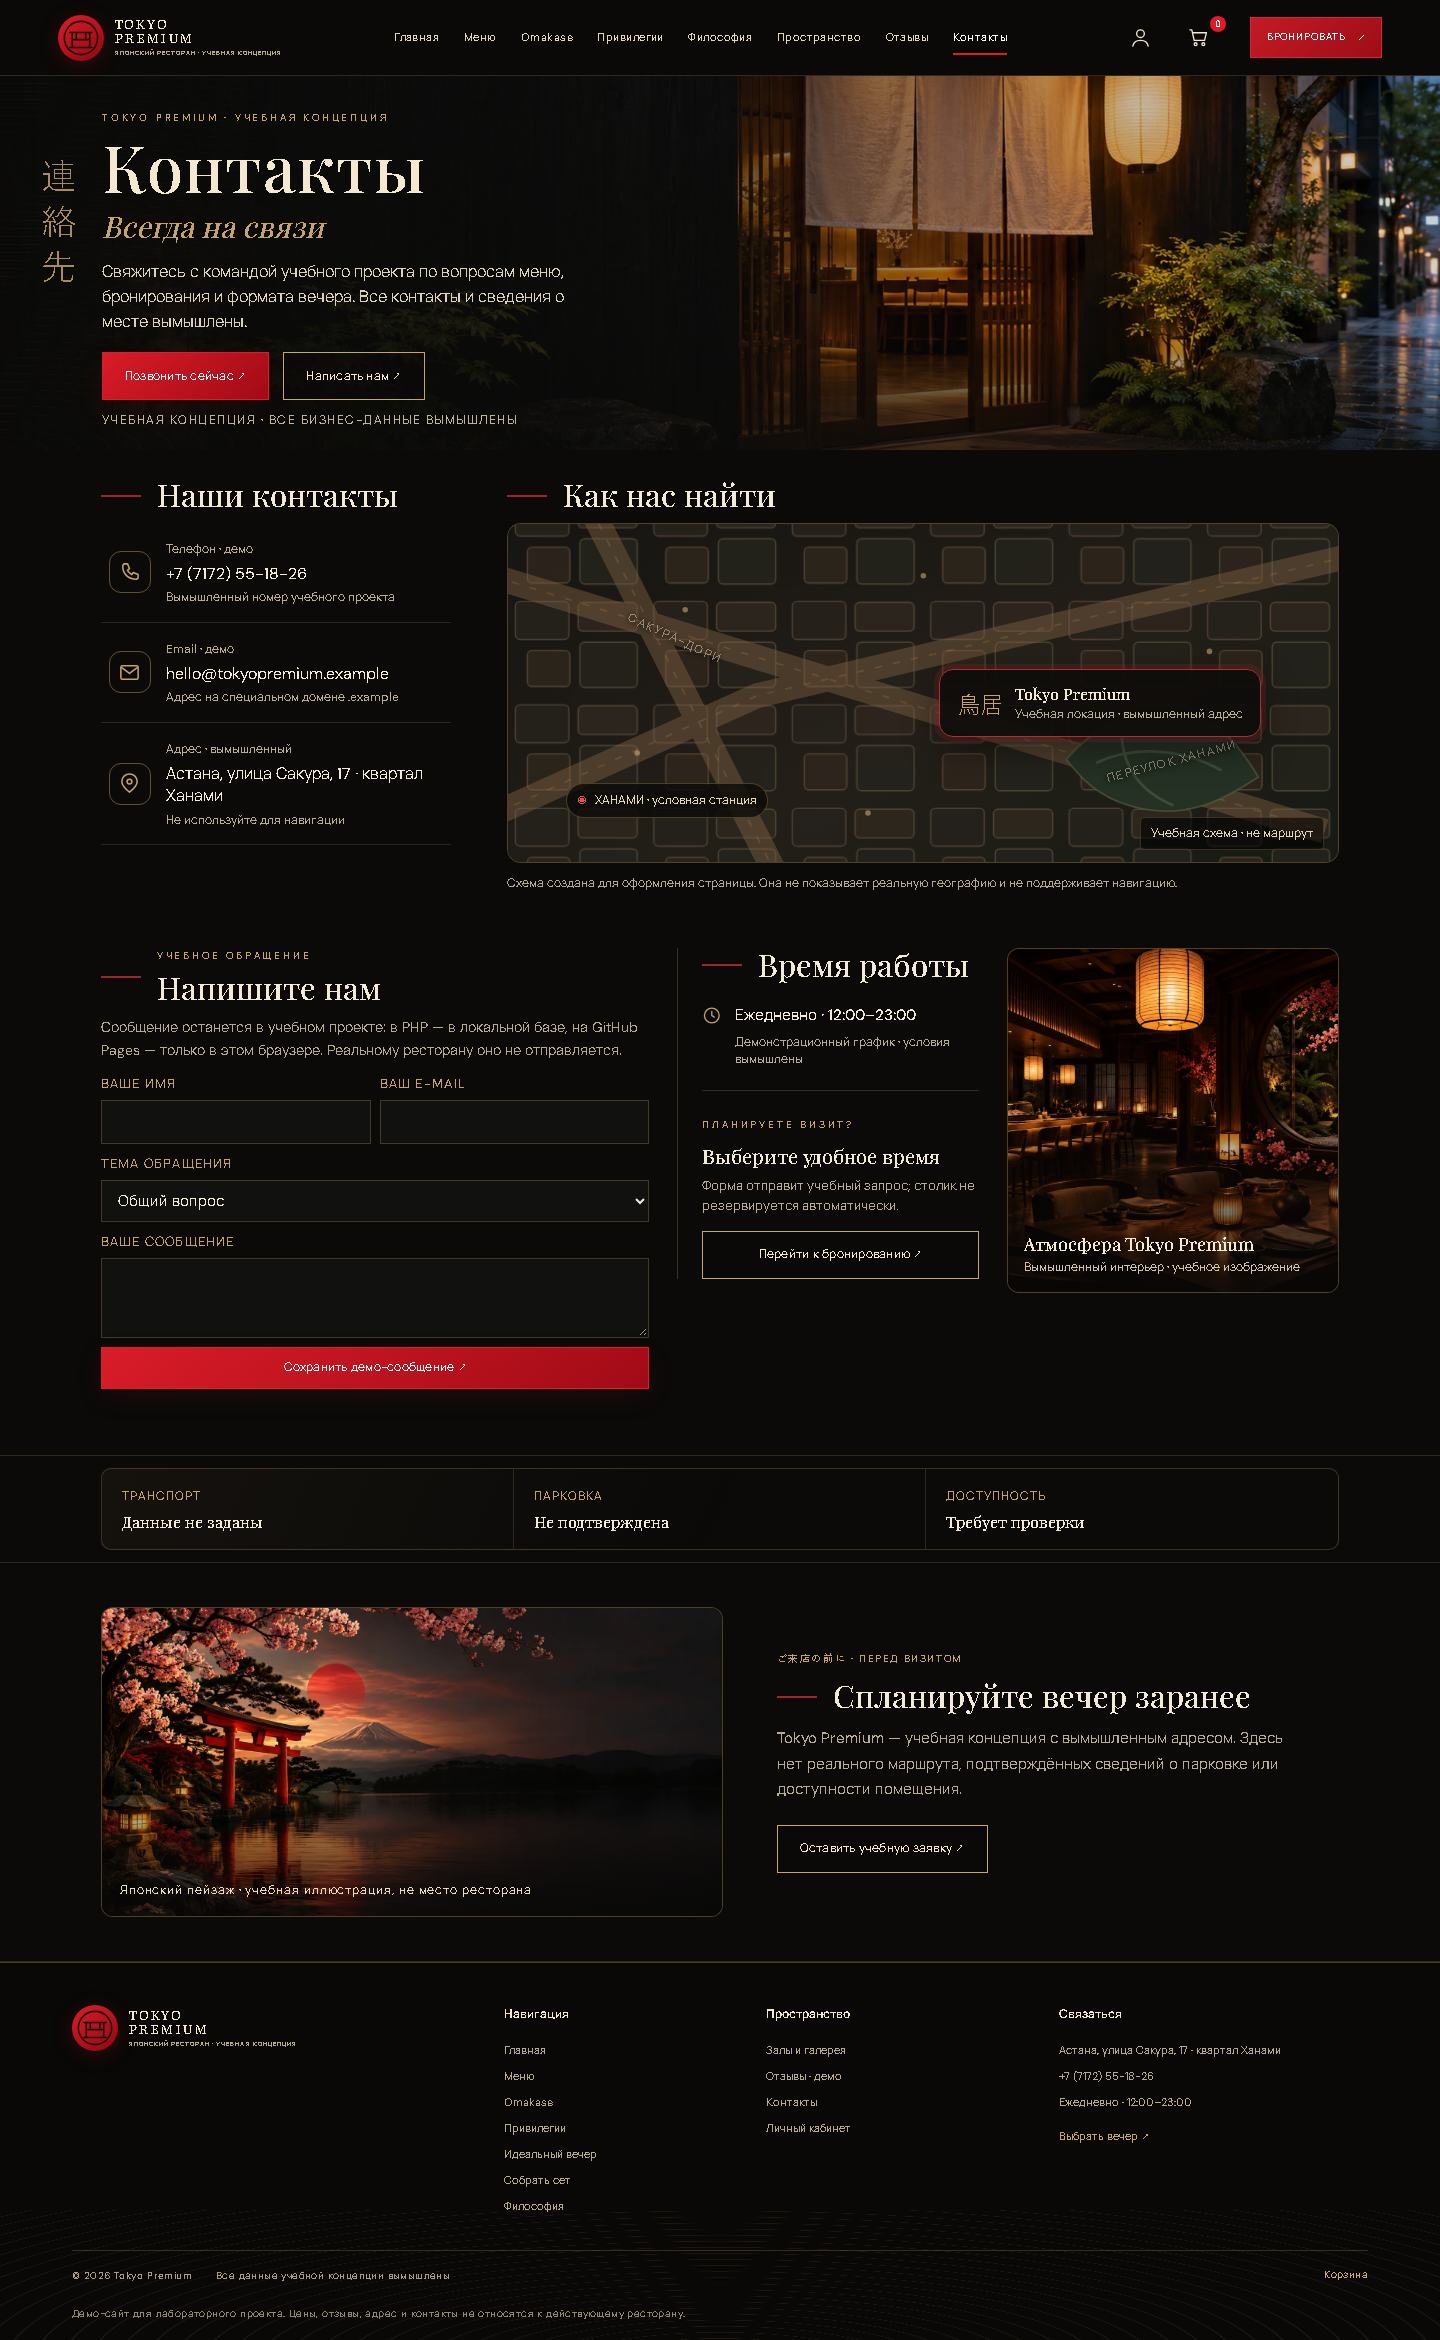 TOKYO
PREMIUM
ЯПОНСКИЙ РЕСТОРАН · УЧЕБНАЯ КОНЦЕПЦИЯ
Главная Меню Omakase Привилегии Философия Пространство Отзывы Контакты
0
БРОНИРОВАТЬ ↗
TOKYO PREMIUM · УЧЕБНАЯ КОНЦЕПЦИЯ
連絡先
Контакты
Всегда на связи
Свяжитесь с командой учебного проекта по вопросам меню,
бронирования и формата вечера. Все контакты и сведения о
месте вымышлены.
Позвонить сейчас ↗ Написать нам ↗
УЧЕБНАЯ КОНЦЕПЦИЯ · ВСЕ БИЗНЕС-ДАННЫЕ ВЫМЫШЛЕНЫ
Наши контакты
Телефон · демо
+7 (7172) 55-18-26
Вымышленный номер учебного проекта
Email · демо
hello@tokyopremium.example
Адрес на специальном домене .example
Адрес · вымышленный
Астана, улица Сакура, 17 · квартал
Ханами
Не используйте для навигации
Как нас найти
САКУРА-ДОРИ
鳥居
Tokyo Premium
Учебная локация · вымышленный адрес
ПЕРЕУЛОК ХАНАМИ
ХАНАМИ · условная станция
Учебная схема · не маршрут
Схема создана для оформления страницы. Она не показывает реальную географию и не поддерживает навигацию.
УЧЕБНОЕ ОБРАЩЕНИЕ
Напишите нам
Сообщение останется в учебном проекте: в PHP — в локальной базе, на GitHub
Pages — только в этом браузере. Реальному ресторану оно не отправляется.
ВАШЕ ИМЯ ВАШ E-MAIL
ТЕМА ОБРАЩЕНИЯ
Общий вопрос
ВАШЕ СООБЩЕНИЕ
Сохранить демо-сообщение ↗
Время работы
Ежедневно · 12:00–23:00
Демонстрационный график · условия
вымышлены
ПЛАНИРУЕТЕ ВИЗИТ?
Выберите удобное время
Форма отправит учебный запрос; столик не
резервируется автоматически.
Перейти к бронированию ↗
Атмосфера Tokyo Premium
Вымышленный интерьер · учебное изображение
ТРАНСПОРТ
Данные не заданы
ПАРКОВКА
Не подтверждена
ДОСТУПНОСТЬ
Требует проверки
Японский пейзаж · учебная иллюстрация, не место ресторана
ご来店の前に · ПЕРЕД ВИЗИТОМ
Спланируйте вечер заранее
Tokyo Premium — учебная концепция с вымышленным адресом. Здесь
нет реального маршрута, подтверждённых сведений о парковке или
доступности помещения.
Оставить учебную заявку ↗
TOKYO
PREMIUM
ЯПОНСКИЙ РЕСТОРАН · УЧЕБНАЯ КОНЦЕПЦИЯ
Навигация
Главная
Меню
Omakase
Привилегии
Идеальный вечер
Собрать сет
Философия
Пространство
Залы и галерея
Отзывы · демо
Контакты
Личный кабинет
Связаться
Астана, улица Сакура, 17 · квартал Ханами
+7 (7172) 55-18-26
Ежедневно · 12:00–23:00
Выбрать вечер ↗
© 2026 Tokyo Premium Все данные учебной концепции вымышлены
Корзина
Демо-сайт для лабораторного проекта. Цены, отзывы, адрес и контакты не относятся к действующему ресторану.